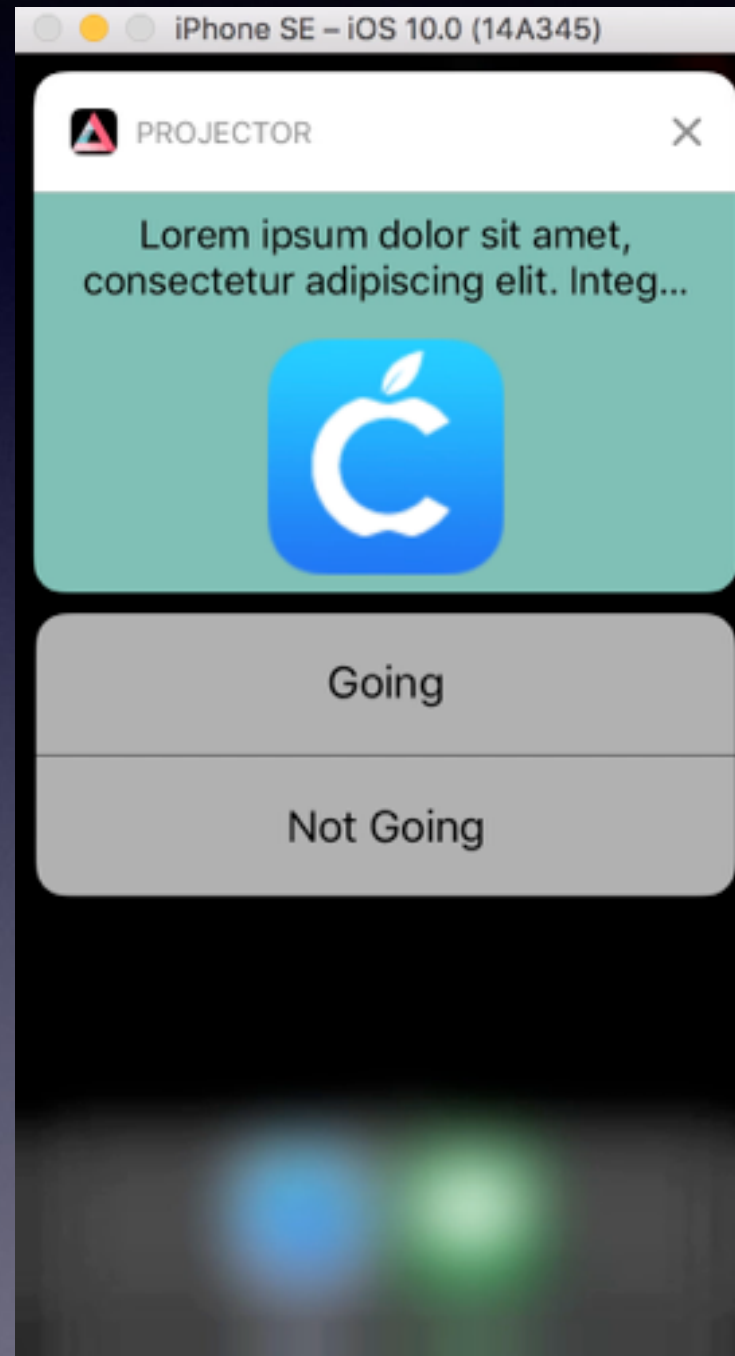 iPhone SE – iOS 10.0 (14A345)
PROJECTOR
Lorem ipsum dolor sit amet,
consectetur adipiscing elit. Integ...
Going
Not Going